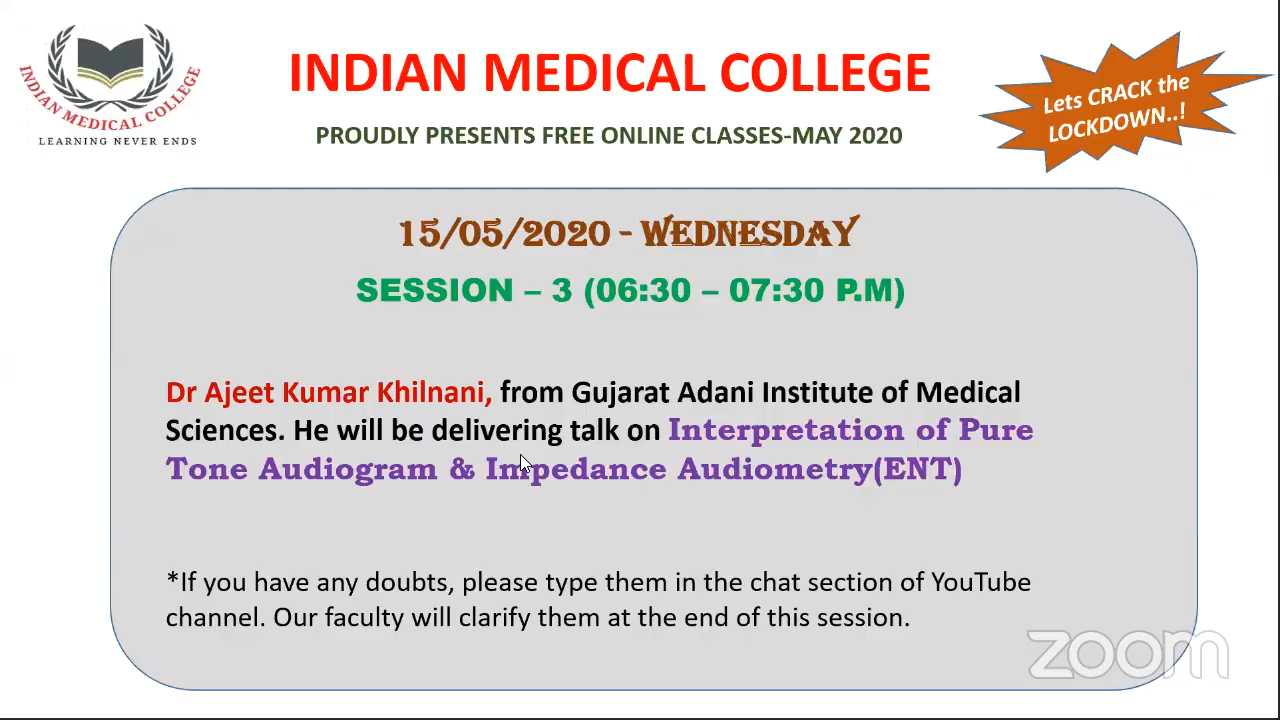 INDIAN MEDICAL COLLEGE
LEARNING NEVER ENDS
INDIAN MEDICAL COLLEGE
PROUDLY PRESENTS FREE ONLINE CLASSES-MAY 2020
Lets CRACK the
LOCKDOWN..!
15/05/2020 - WEDNESDAY
SESSION – 3 (06:30 – 07:30 P.M)
Dr Ajeet Kumar Khilnani, from Gujarat Adani Institute of Medical
Sciences. He will be delivering talk on Interpretation of Pure
Tone Audiogram & Impedance Audiometry(ENT)
*If you have any doubts, please type them in the chat section of YouTube
channel. Our faculty will clarify them at the end of this session.
zoom